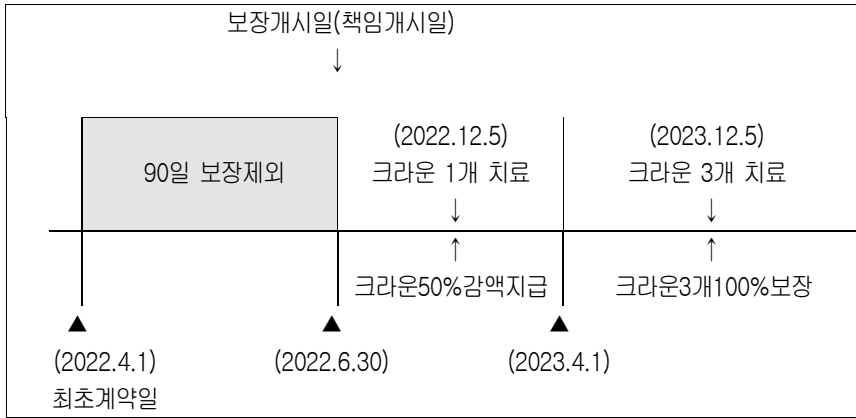 보장개시일(책임개시일)
↓
(2022.12.5) (2023.12.5)
90일 보장제외 크라운 1개 치료 크라운 3개 치료
↓ ↓
↑ ↑
크라운50%감액지급 크라운3개100%보장
▲ ▲ ▲
(2022.4.1) (2022.6.30) (2023.4.1)
최초계약일